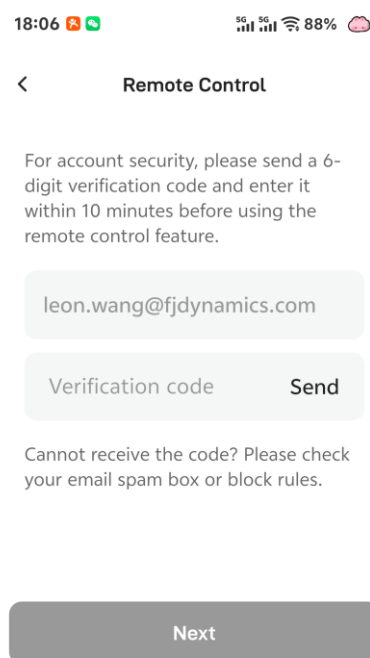 18:06 5G 5G 88%
Remote Control
For account security, please send a 6-
digit verification code and enter it
within 10 minutes before using the
remote control feature.
leon.wang@fjdynamics.com
Verification code Send
Cannot receive the code? Please check
your email spam box or block rules.
Next